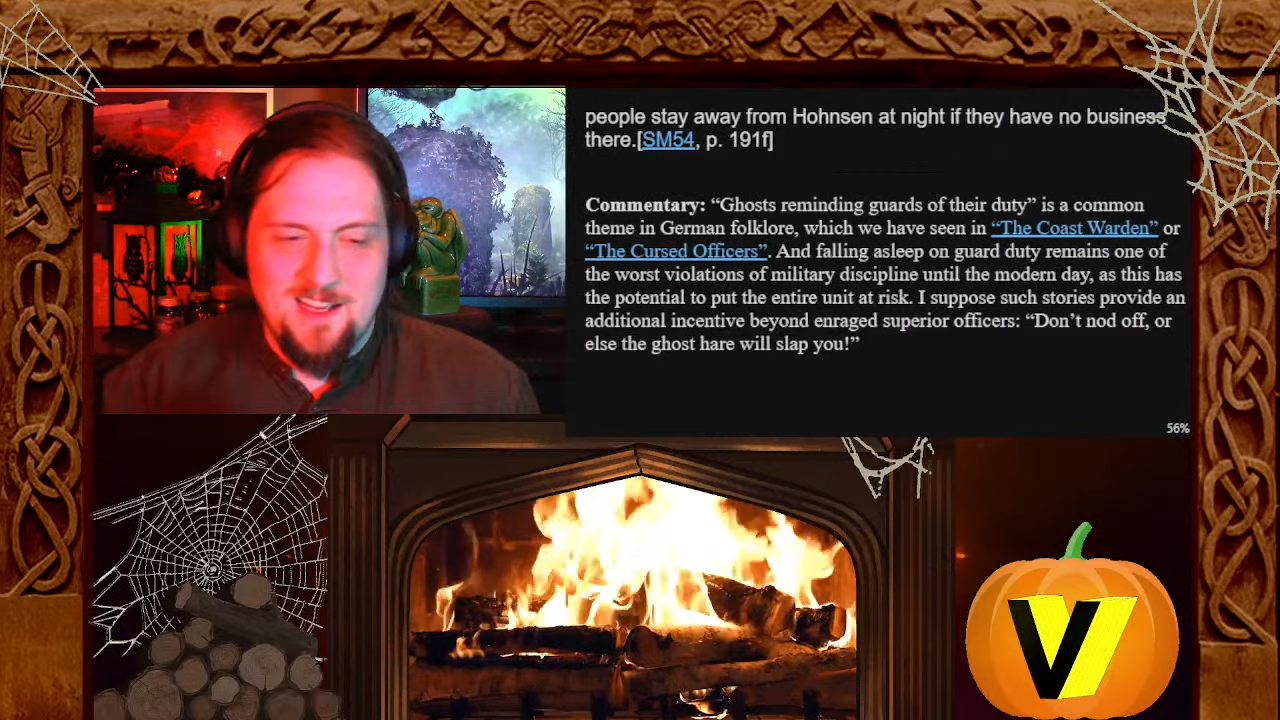 people stay away from Hohnsen at night if they have no business
there.[SM54, p. 191f]
Commentary: “Ghosts reminding guards of their duty” is a common
theme in German folklore, which we have seen in “The Coast Warden” or
“The Cursed Officers”. And falling asleep on guard duty remains one of
the worst violations of military discipline until the modern day, as this has
the potential to put the entire unit at risk. I suppose such stories provide an
additional incentive beyond enraged superior officers: “Don’t nod off, or
else the ghost hare will slap you!”
56%
V